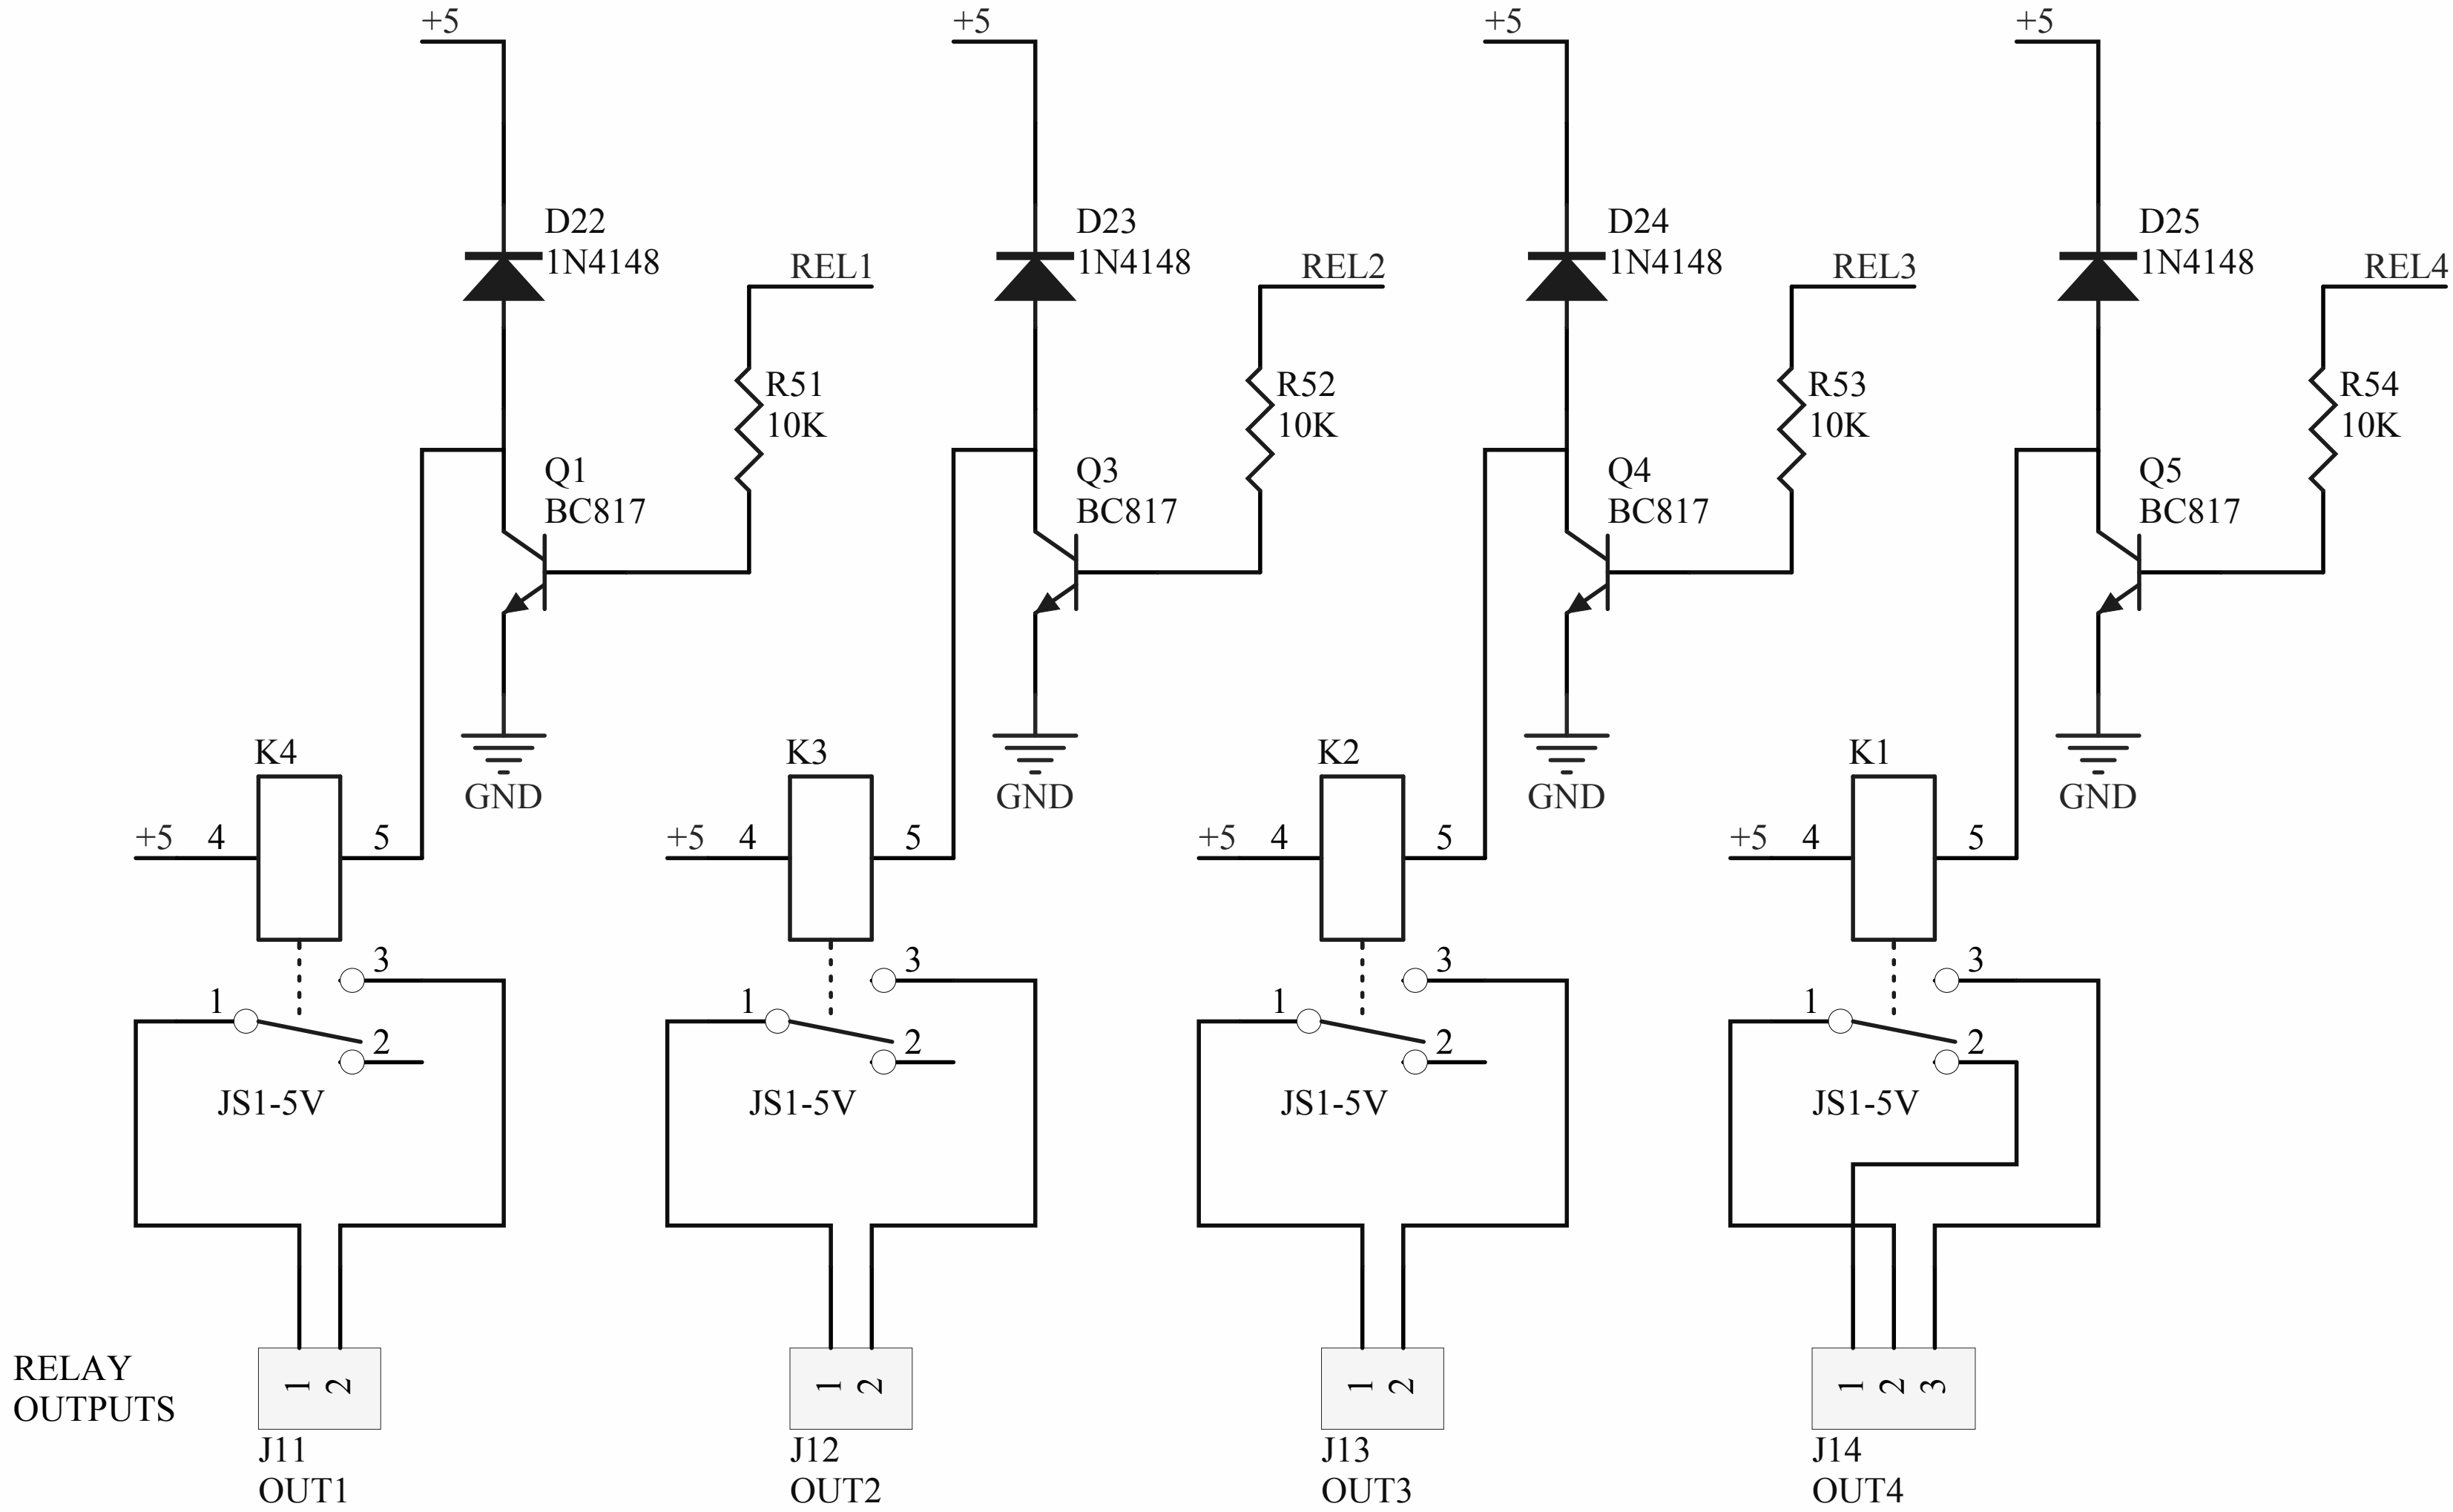 +5
+5
+5
+5
D22
1N4148
REL1
D23
1N4148
REL2
D24
1N4148
REL3
D25
1N4148
REL4
R51
10K
R52
10K
R53
10K
R54
10K
Q1
BC817
Q3
BC817
Q4
BC817
Q5
BC817
GND
GND
GND
GND
K4
K3
K2
K1
+5 4 5
+5 4 5
+5 4 5
+5 4 5
3
1
2
JS1-5V
3
1
2
JS1-5V
3
1
2
JS1-5V
3
1
2
JS1-5V
RELAY
OUTPUTS
1 2
J11
OUT1
1 2
J12
OUT2
1 2
J13
OUT3
1 2 3
J14
OUT4